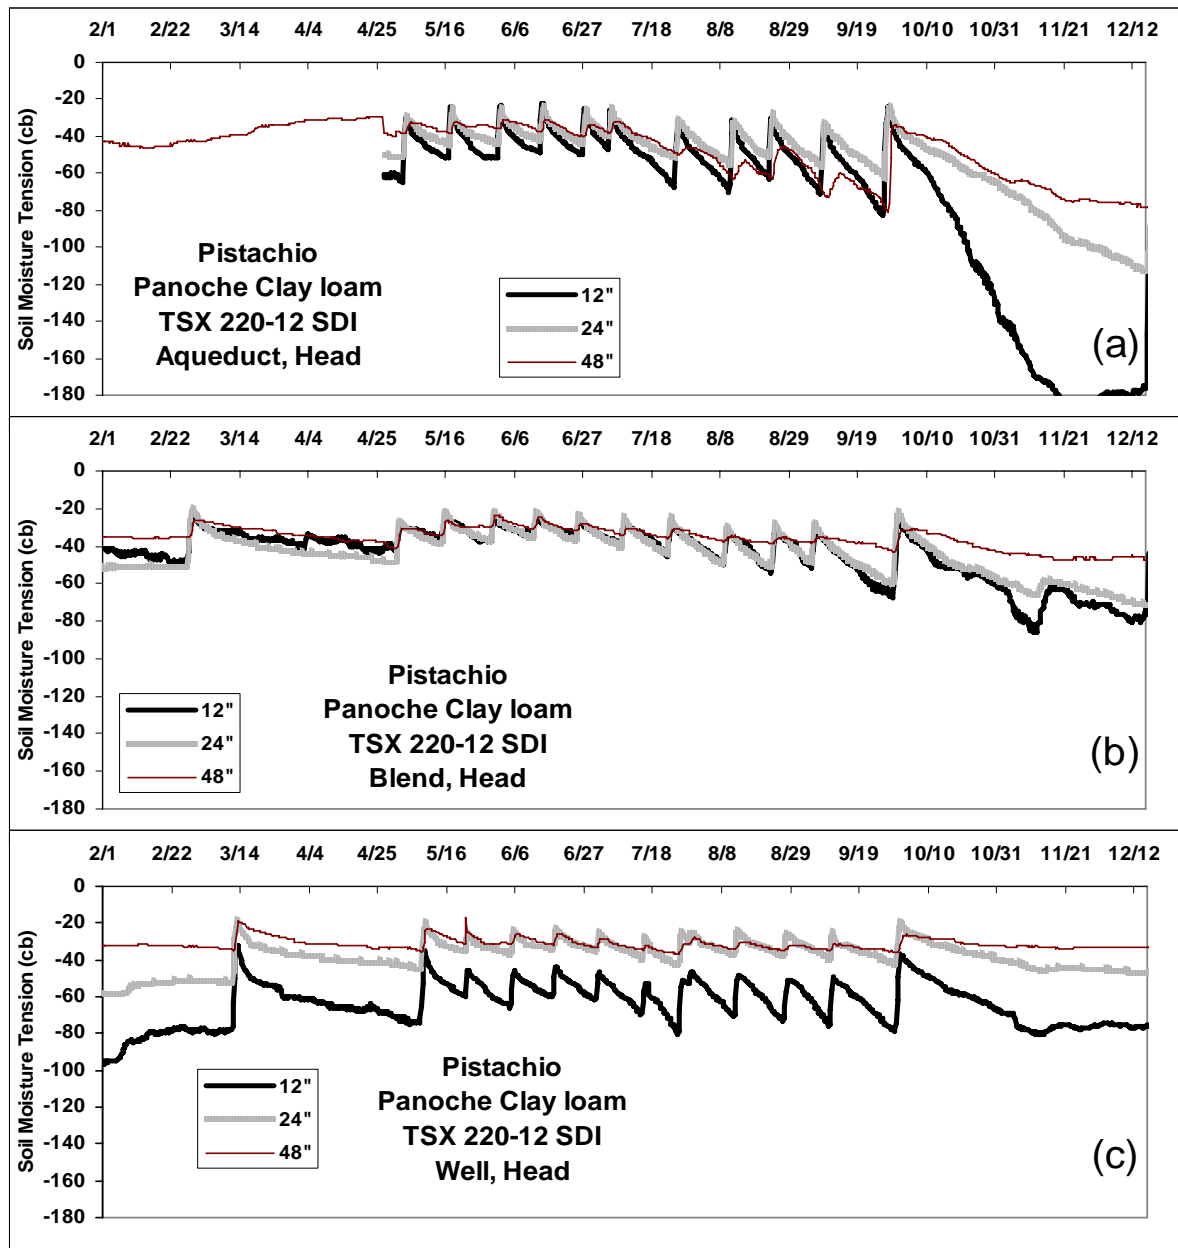 2/1 2/22 3/14 4/4 4/25 5/16 6/6 6/27 7/18 8/8 8/29 9/19 10/10 10/31 11/21 12/12
0
-20
-40
-60
-80
-100
-120
-140
-160
-180
Soil Moisture Tension (cb)
Pistachio
Panoche Clay loam
TSX 220-12 SDI
Aqueduct, Head
12"
24"
48"
(a)
2/1 2/22 3/14 4/4 4/25 5/16 6/6 6/27 7/18 8/8 8/29 9/19 10/10 10/31 11/21 12/12
0
-20
-40
-60
-80
-100
-120
-140
-160
-180
Soil Moisture Tension (cb)
12"
24"
48"
Pistachio
Panoche Clay loam
TSX 220-12 SDI
Blend, Head
(b)
2/1 2/22 3/14 4/4 4/25 5/16 6/6 6/27 7/18 8/8 8/29 9/19 10/10 10/31 11/21 12/12
0
-20
-40
-60
-80
-100
-120
-140
-160
-180
Soil Moisture Tension (cb)
12"
24"
48"
Pistachio
Panoche Clay loam
TSX 220-12 SDI
Well, Head
(c)